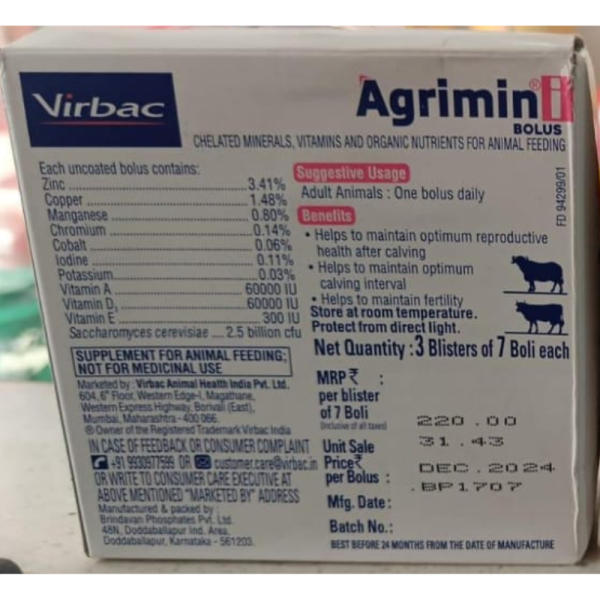 Virbac
Agrimin® i
BOLUS
CHELATED MINERALS, VITAMINS AND ORGANIC NUTRIENTS FOR ANIMAL FEEDING
Each uncoated bolus contains:
Zinc ........ 3.41%
Copper ........ 1.48%
Manganese ........ 0.80%
Chromium ........ 0.14%
Cobalt ........ 0.06%
Iodine ........ 0.11%
Potassium ........ 0.03%
Vitamin A ........ 60000 IU
Vitamin D₃ ........ 60000 IU
Vitamin E ........ 300 IU
Saccharomyces cerevisiae .... 2.5 billion cfu
SUPPLEMENT FOR ANIMAL FEEDING;
NOT FOR MEDICINAL USE
Marketed by : Virbac Animal Health India Pvt. Ltd.
604, 6th Floor, Western Edge-I, Magathane,
Western Express Highway, Borivali (East),
Mumbai, Maharashtra - 400 066.
® Owner of the Registered Trademark Virbac India
IN CASE OF FEEDBACK OR CONSUMER COMPLAINT
+91 9930977599 OR customer.care@virbac.in
OR WRITE TO CONSUMER CARE EXECUTIVE AT
ABOVE MENTIONED "MARKETED BY" ADDRESS
Manufactured & packed by :
Brindavan Phosphates Pvt. Ltd.
48N, Doddaballapur Ind. Area,
Doddaballapur, Karnataka - 561203.
Suggestive Usage
Adult Animals : One bolus daily
Benefits
• Helps to maintain optimum reproductive
health after calving
• Helps to maintain optimum
calving interval
• Helps to maintain fertility
Store at room temperature.
Protect from direct light.
Net Quantity : 3 Blisters of 7 Boli each
MRP ₹ :
per blister
of 7 Boli
(Inclusive of all taxes)
220.00
Unit Sale
Price ₹
per Bolus :
31.43
Mfg. Date:
DEC.2024
Batch No.:
.BP1707
BEST BEFORE 24 MONTHS FROM THE DATE OF MANUFACTURE
FD 94299/01